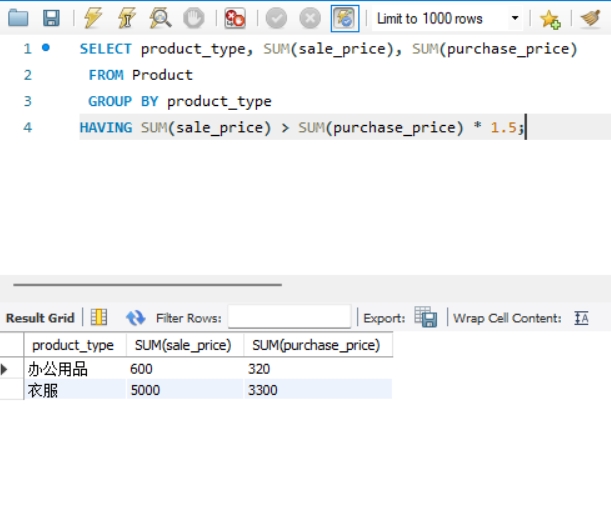 Limit to 1000 rows
1 SELECT product_type, SUM(sale_price), SUM(purchase_price)
2 FROM Product
3 GROUP BY product_type
4 HAVING SUM(sale_price) > SUM(purchase_price) * 1.5;
Result Grid Filter Rows: Export: Wrap Cell Content: IA
product_type SUM(sale_price) SUM(purchase_price)
办公用品 600 320
衣服 5000 3300